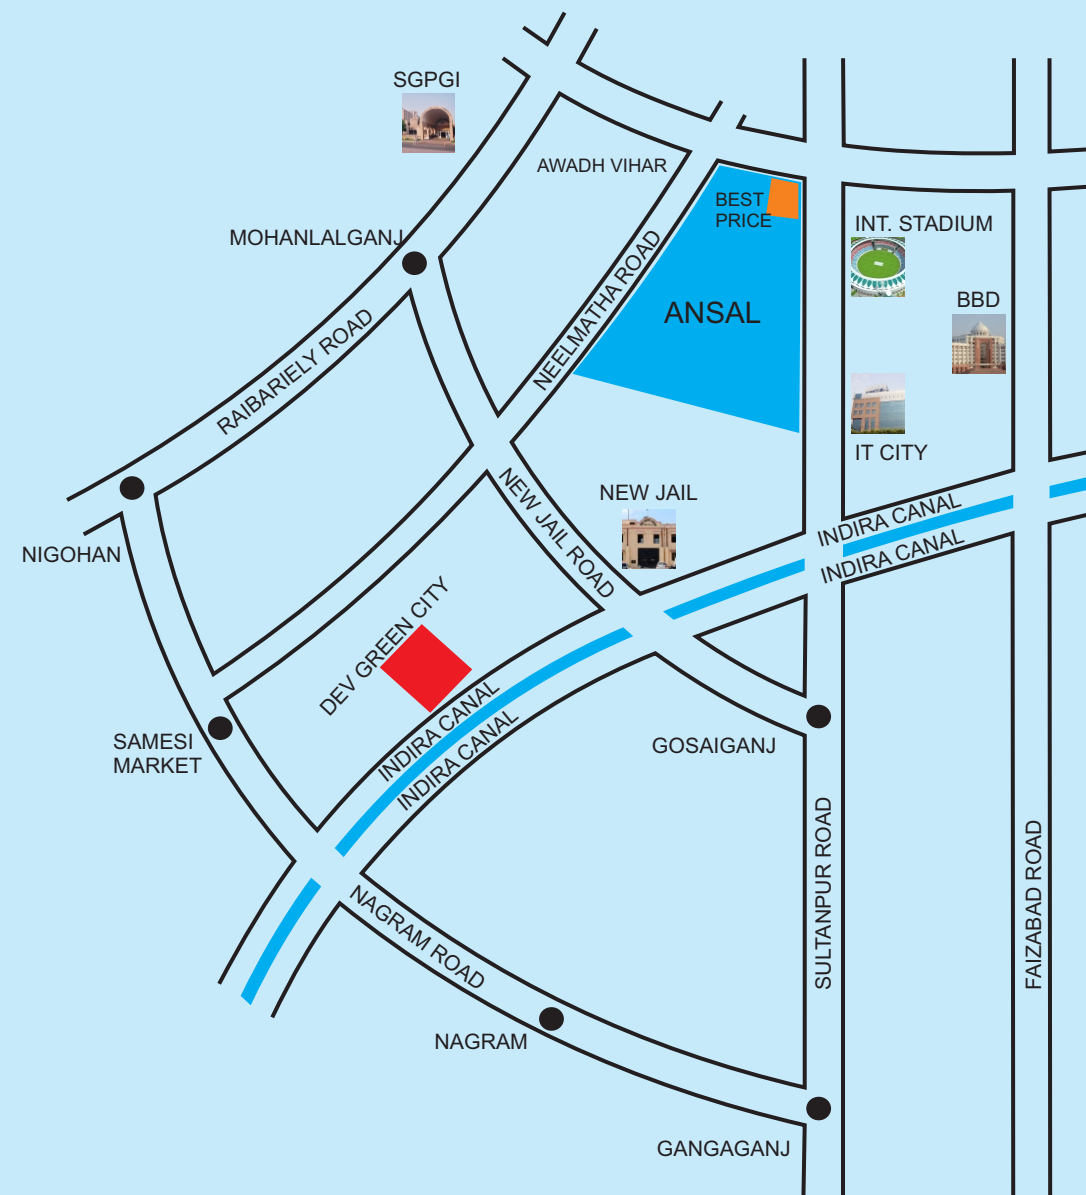 SGPGI
AWADH VIHAR
BEST
PRICE
MOHANLALGANJ
INT. STADIUM
NEELMATHA ROAD
BBD
ANSAL
RAIBARIELY ROAD
IT CITY
NEW JAIL
NEW JAIL ROAD
INDIRA CANAL
INDIRA CANAL
NIGOHAN
DEV GREEN CITY
INDIRA CANAL
INDIRA CANAL
SAMESI
MARKET
GOSAIGANJ
SULTANPUR ROAD
FAIZABAD ROAD
NAGRAM ROAD
NAGRAM
GANGAGANJ